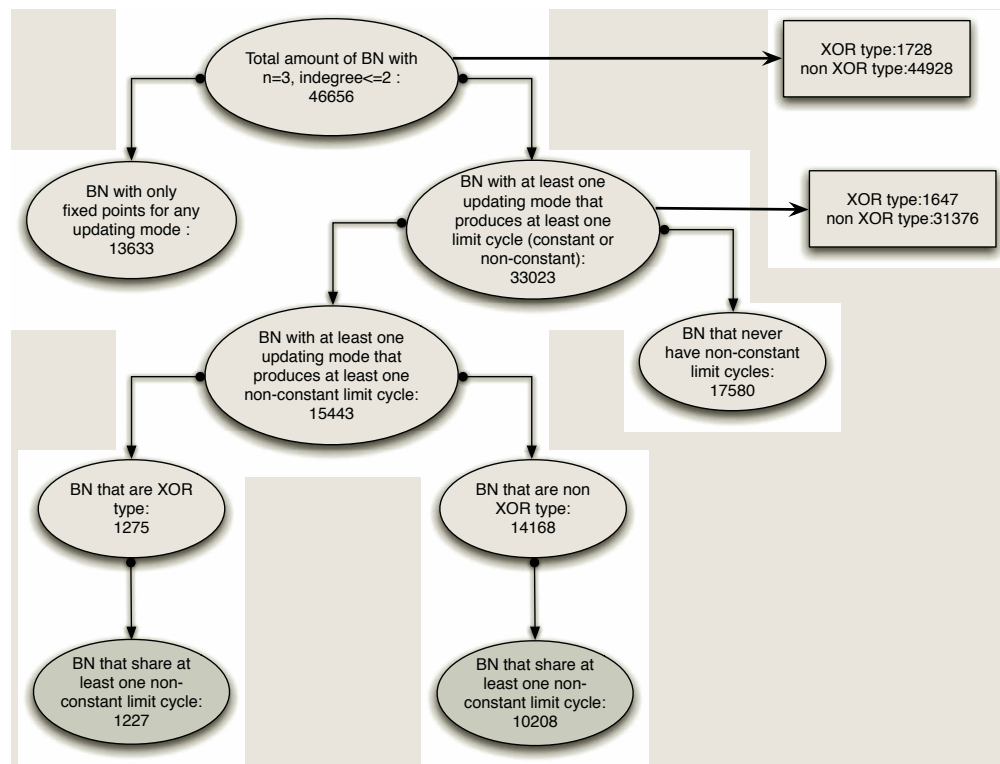 Total amount of BN with
n=3, indegree<=2 :
46656
XOR type:1728
non XOR type:44928
BN with only
fixed points for any
updating mode :
13633
BN with at least one
updating mode that
produces at least one
limit cycle (constant or
non-constant):
33023
XOR type:1647
non XOR type:31376
BN with at least one
updating mode that
produces at least one
non-constant limit cycle:
15443
BN that never
have non-constant
limit cycles:
17580
BN that are XOR
type:
1275
BN that are non
XOR type:
14168
BN that share at
least one non-
constant limit cycle:
1227
BN that share at
least one non-
constant limit cycle:
10208